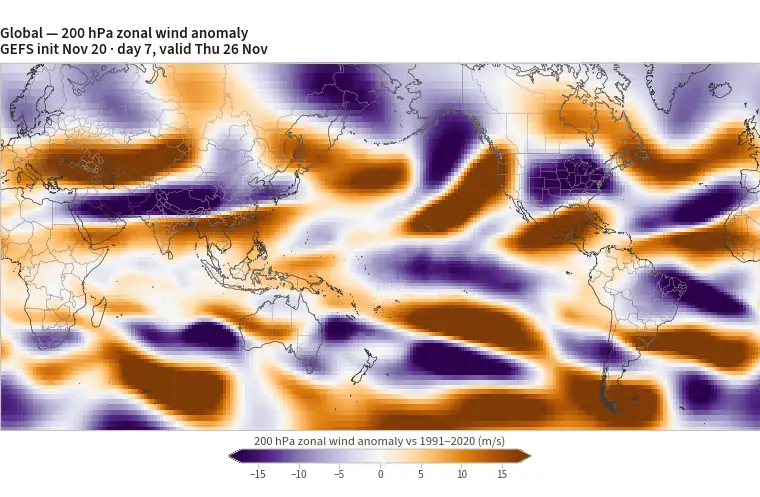 Global — 200 hPa zonal wind anomaly
GEFS init Nov 20 · day 7, valid Thu 26 Nov
200 hPa zonal wind anomaly vs 1991–2020 (m/s)
−15 −10 −5 0 5 10 15